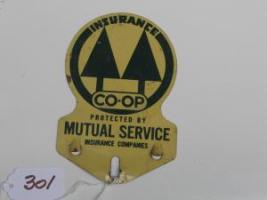 INSURANCE
CO-OP
PROTECTED BY
MUTUAL SERVICE
INSURANCE COMPANIES
301